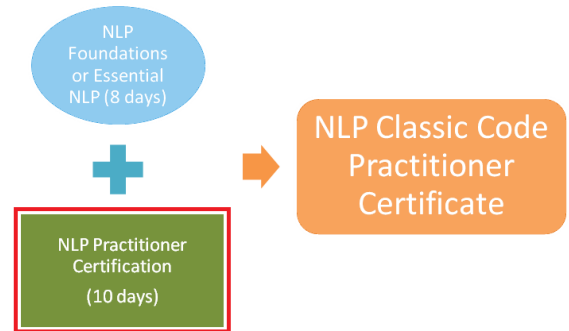 NLP
Foundations
or Essential
NLP (8 days)
NLP Practitioner
Certification
(10 days)
NLP Classic Code
Practitioner
Certificate